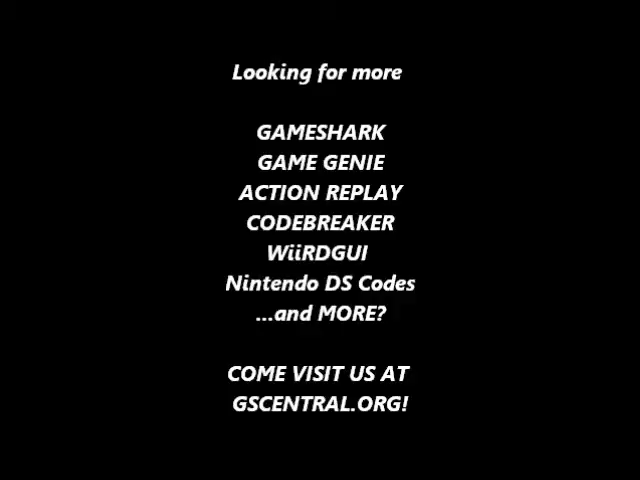 Looking for more
GAMESHARK
GAME GENIE
ACTION REPLAY
CODEBREAKER
WiiRDGUI
Nintendo DS Codes
...and MORE?
COME VISIT US AT
GSCENTRAL.ORG!